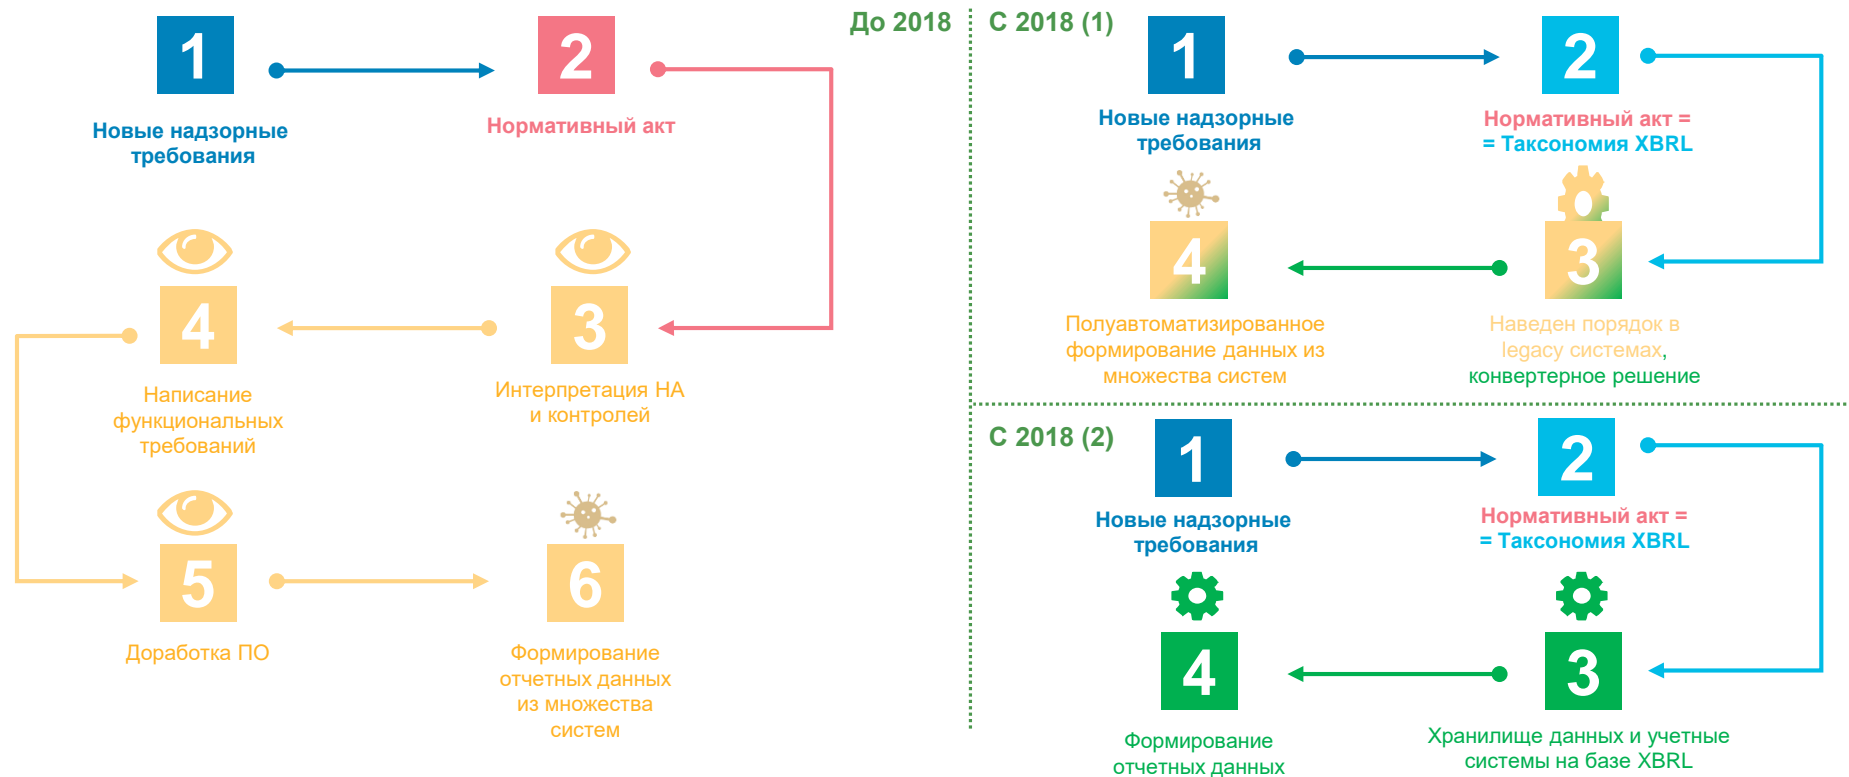 До 2018
1
2
Новые надзорные
требования
Нормативный акт
4
3
Написание
функциональных
требований
Интерпретация НА
и контролей
5
6
Доработка ПО
Формирование
отчетных данных
из множества
систем
С 2018 (1)
1
2
Новые надзорные
требования
Нормативный акт =
= Таксономия XBRL
4
3
Полуавтоматизированное
формирование данных из
множества систем
Наведен порядок в
legacy системах,
конвертерное решение
С 2018 (2)
1
2
Новые надзорные
требования
Нормативный акт =
= Таксономия XBRL
4
3
Формирование
отчетных данных
Хранилище данных и учетные
системы на базе XBRL